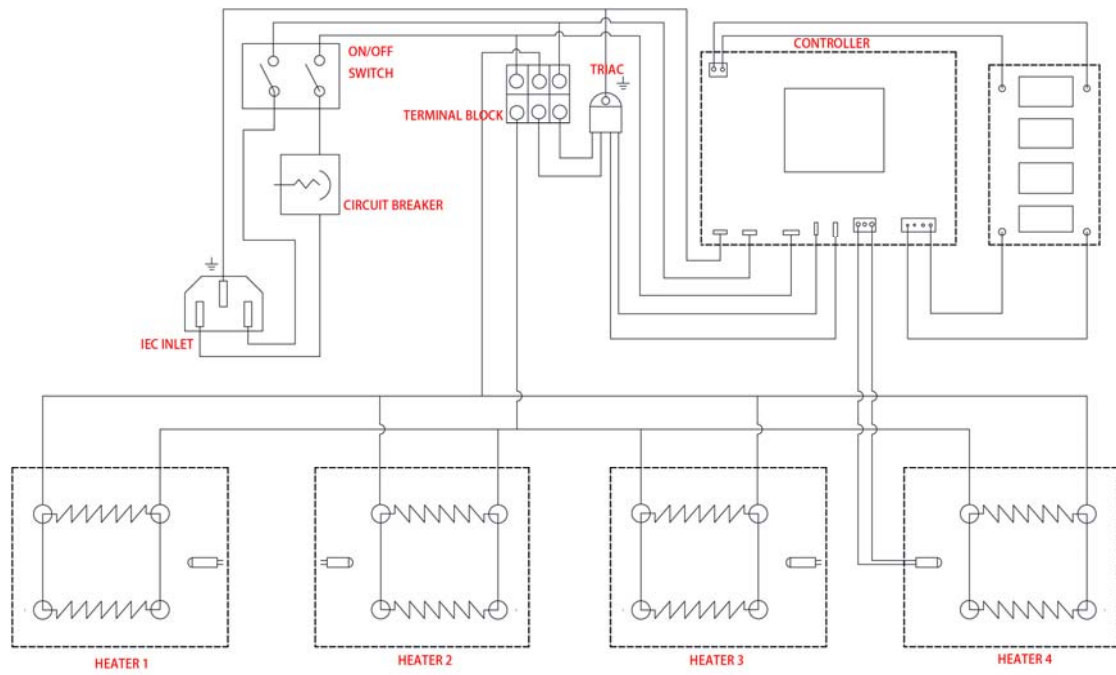 ON/OFF
SWITCH
TERMINAL BLOCK
TRIAC
CONTROLLER
CIRCUIT BREAKER
IEC INLET
HEATER 1
HEATER 2
HEATER 3
HEATER 4